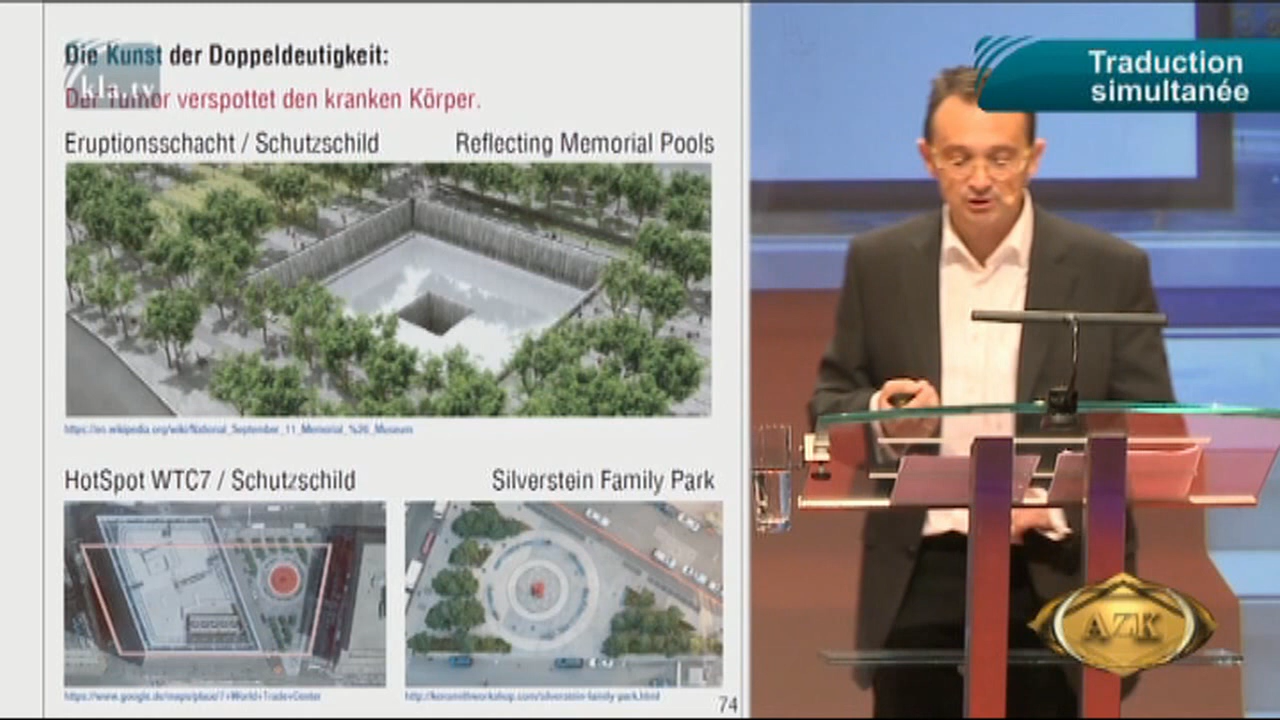 Die Kunst der Doppeldeutigkeit:
kla.tv
Der Tumor verspottet den kranken Körper.
Eruptionsschacht / Schutzschild
Reflecting Memorial Pools
https://en.wikipedia.org/wiki/National_September_11_Memorial_%26_Museum
HotSpot WTC7 / Schutzschild
Silverstein Family Park
https://www.google.de/maps/place/7+World+Trade+Center
http://kensmithworkshop.com/silverstein-family-park.html
74
Traduction
simultanée
AZK